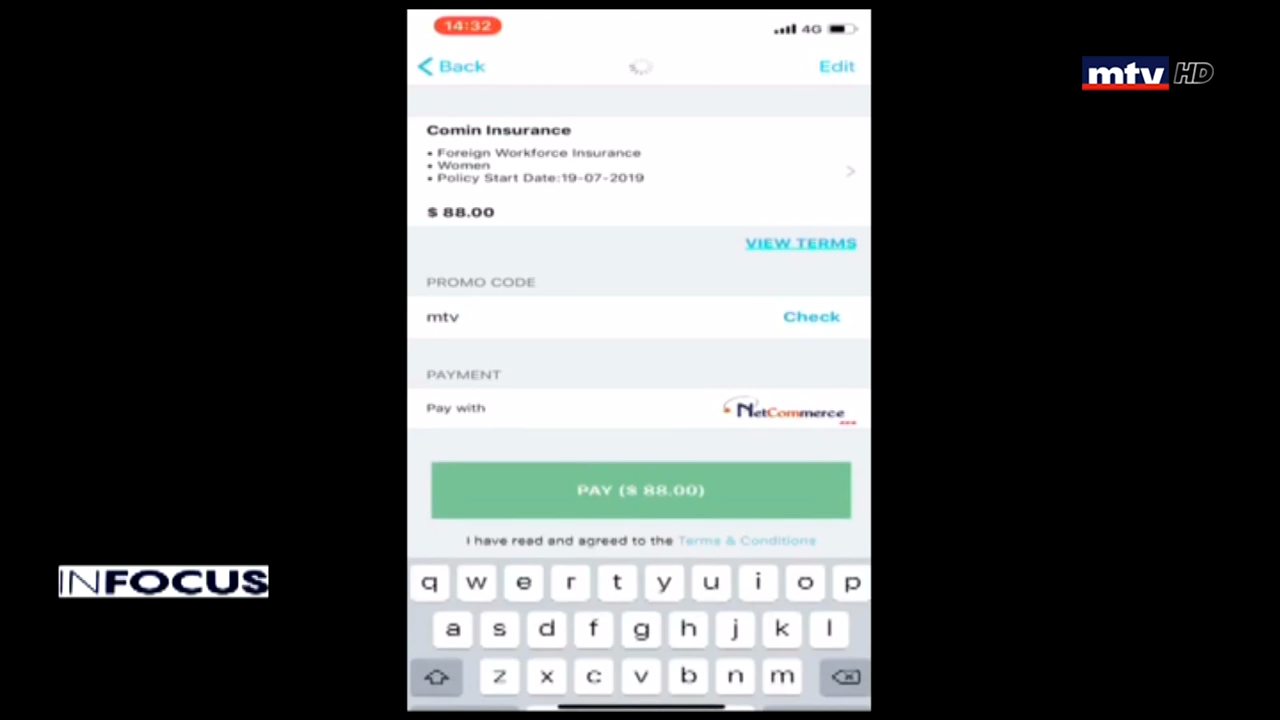 14:32
4G
mtv HD
Back
Edit
Comin Insurance
• Foreign Workforce Insurance
• Women
• Policy Start Date:19-07-2019
$ 88.00
VIEW TERMS
PROMO CODE
mtv
Check
PAYMENT
Pay with
NetCommerce
PAY ($ 88.00)
I have read and agreed to the Terms & Conditions
INFOCUS
q w e r t y u i o p
a s d f g h j k l
z x c v b n m